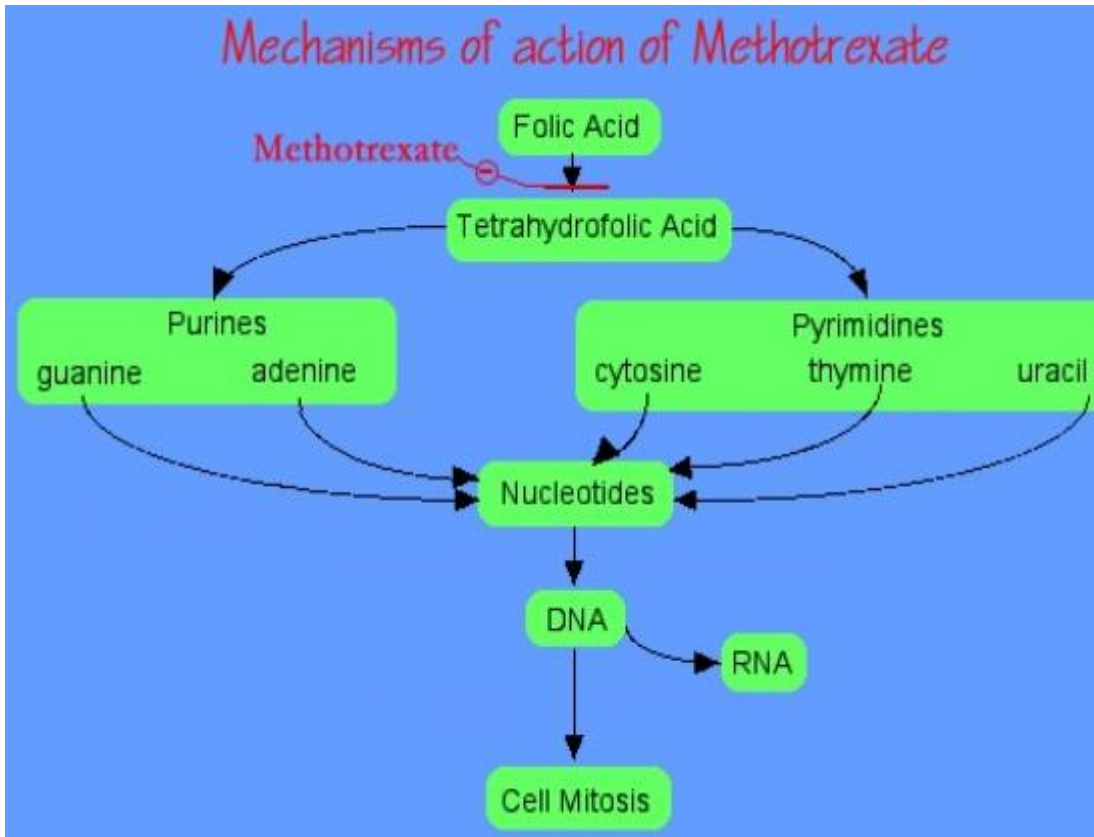 Mechanisms of action of Methotrexate
Folic Acid
Methotrexate
Tetrahydrofolic Acid
Purines
guanine adenine
Pyrimidines
cytosine thymine uracil
Nucleotides
DNA
RNA
Cell Mitosis